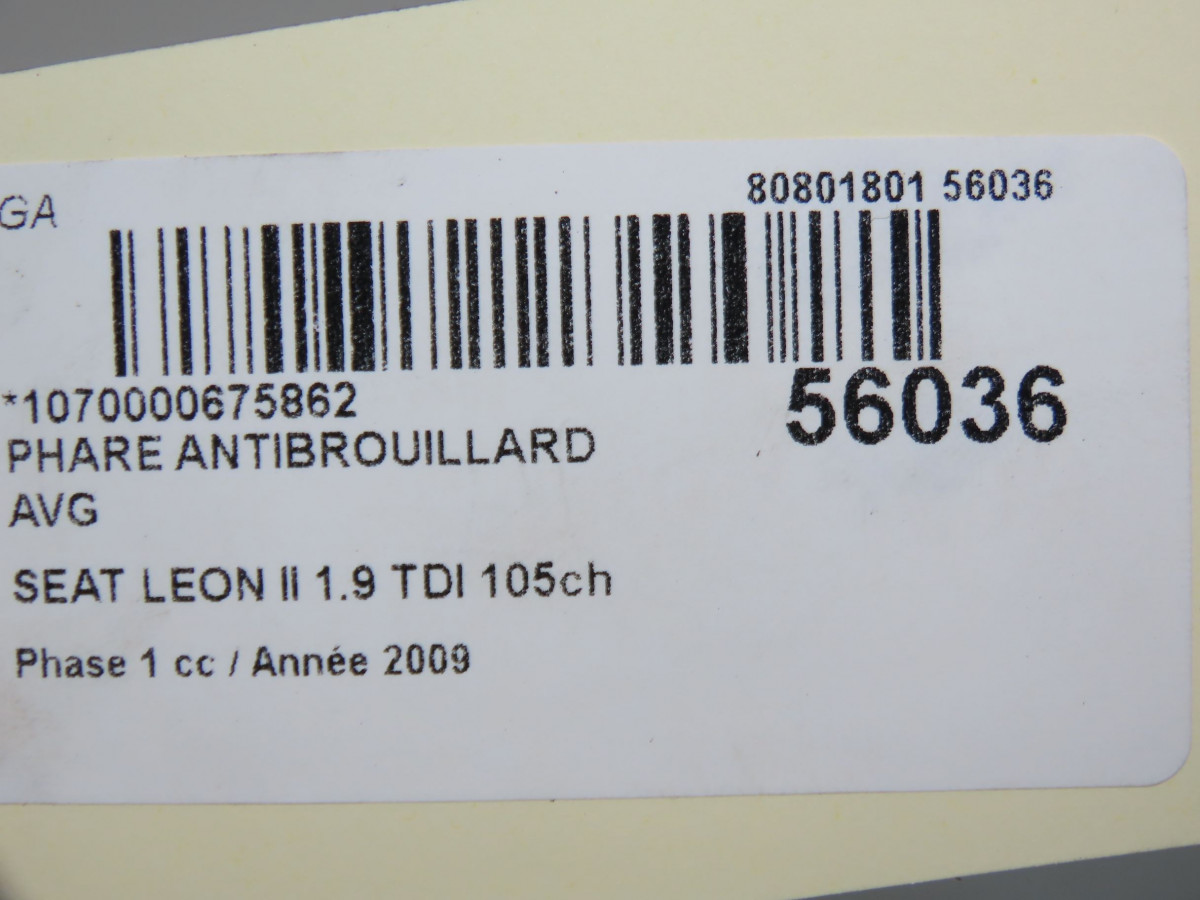 80801801 56036
GA
*1070000675862
56036
PHARE ANTIBROUILLARD
AVG
SEAT LEON II 1.9 TDI 105ch
Phase 1 cc / Année 2009